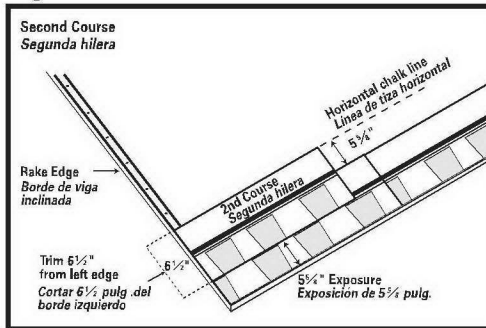 Second Course
Segunda hilera
Horizontal chalk line
Línea de tiza horizontal
5⅝"
Rake Edge
Borde de viga
inclinada
2nd Course
Segunda hilera
6½"
Trim 6½"
from left edge
Cortar 6½ pulg .del
borde izquierdo
5⅝" Exposure
Exposición de 5⅝ pulg.